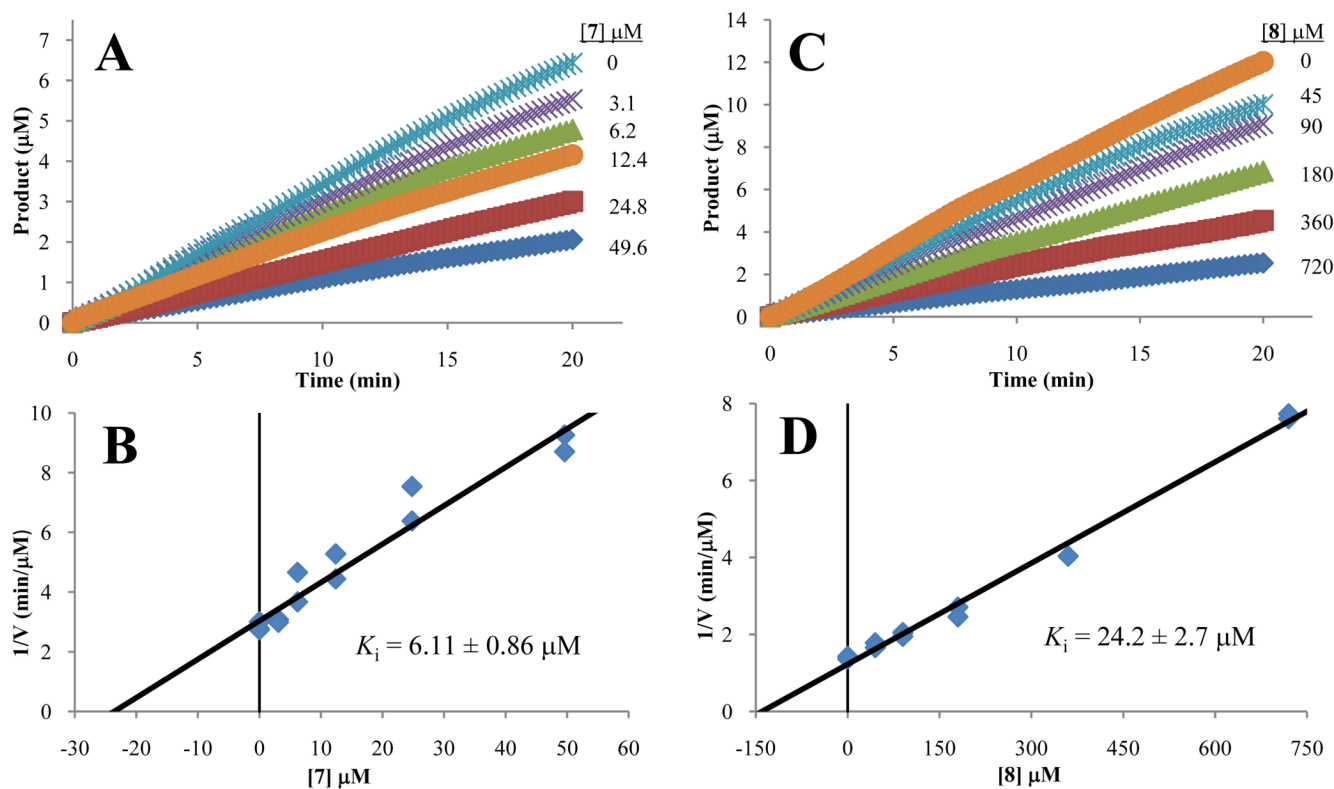 A
[7] µM
0
3.1
6.2
12.4
24.8
49.6
Product (µM)
7
6
5
4
3
2
1
0
0 5 10 15 20
Time (min)
C
[8] µM
0
45
90
180
360
720
Product (µM)
14
12
10
8
6
4
2
0
0 5 10 15 20
Time (min)
B
1/V (min/µM)
10
8
6
4
2
0
Ki = 6.11 ± 0.86 µM
-30 -20 -10 0 10 20 30 40 50 60
[7] µM
D
1/V (min/µM)
8
6
4
2
0
Ki = 24.2 ± 2.7 µM
-150 0 150 300 450 600 750
[8] µM